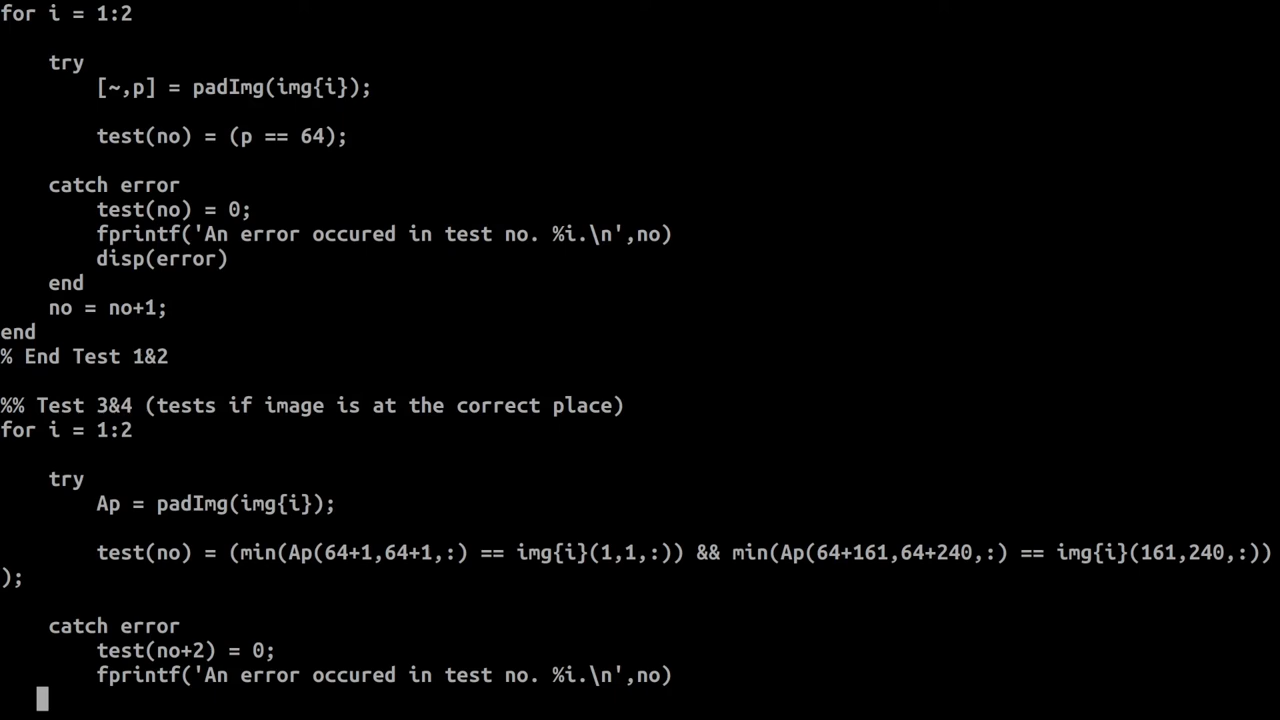 for i = 1:2
    try
        [~,p] = padImg(img{i});
        test(no) = (p == 64);
    catch error
        test(no) = 0;
        fprintf('An error occured in test no. %i.\n',no)
        disp(error)
    end
    no = no+1;
end
% End Test 1&2
%% Test 3&4 (tests if image is at the correct place)
for i = 1:2
    try
        Ap = padImg(img{i});
        test(no) = (min(Ap(64+1,64+1,:) == img{i}(1,1,:)) && min(Ap(64+161,64+240,:) == img{i}(161,240,:))
);
    catch error
        test(no+2) = 0;
        fprintf('An error occured in test no. %i.\n',no)